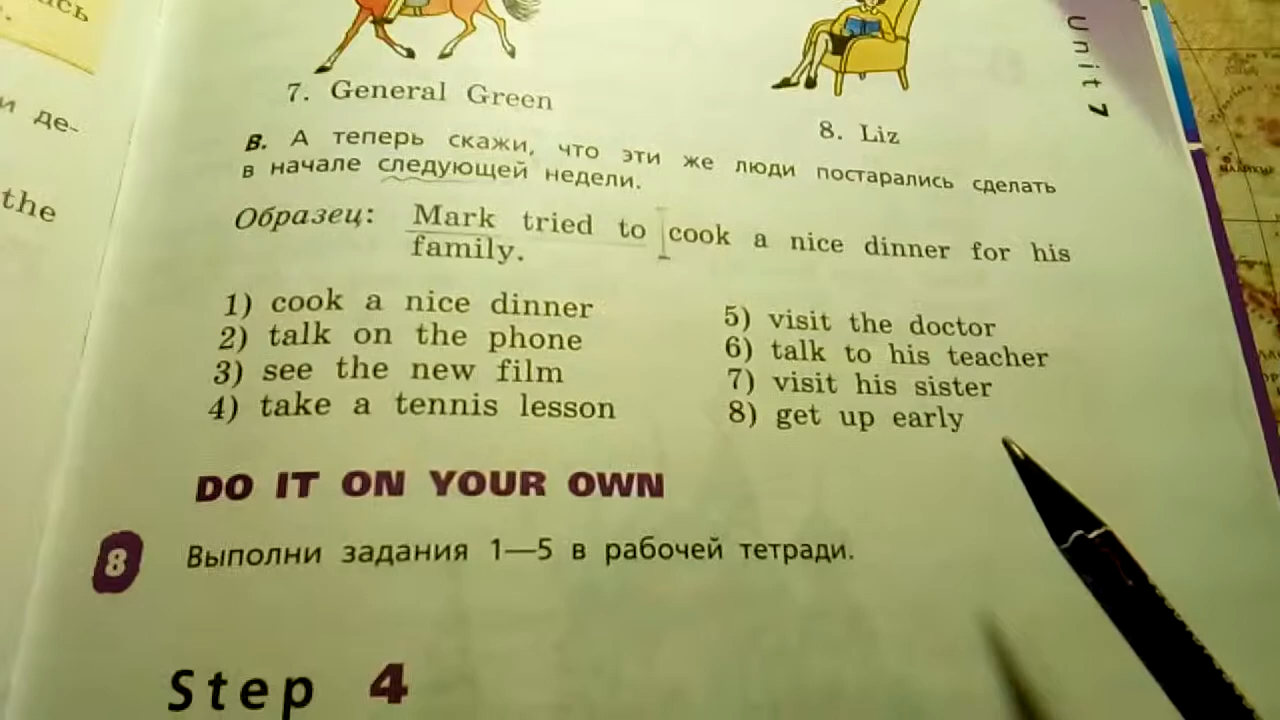 сь
и де-
the
Unit 7
7. General Green
8. Liz
В. А теперь скажи, что эти же люди постарались сделать
в начале следующей недели.
Образец: Mark tried to cook a nice dinner for his
family.
1) cook a nice dinner
2) talk on the phone
3) see the new film
4) take a tennis lesson
5) visit the doctor
6) talk to his teacher
7) visit his sister
8) get up early
DO IT ON YOUR OWN
8 Выполни задания 1—5 в рабочей тетради.
Step 4